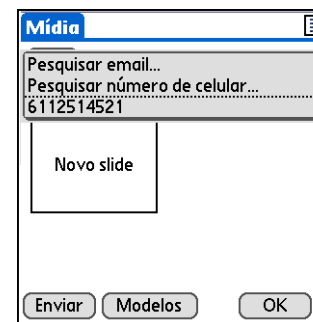 Mídia
Pesquisar email...
Pesquisar número de celular...
6112514521
Novo slide
Enviar Modelos OK